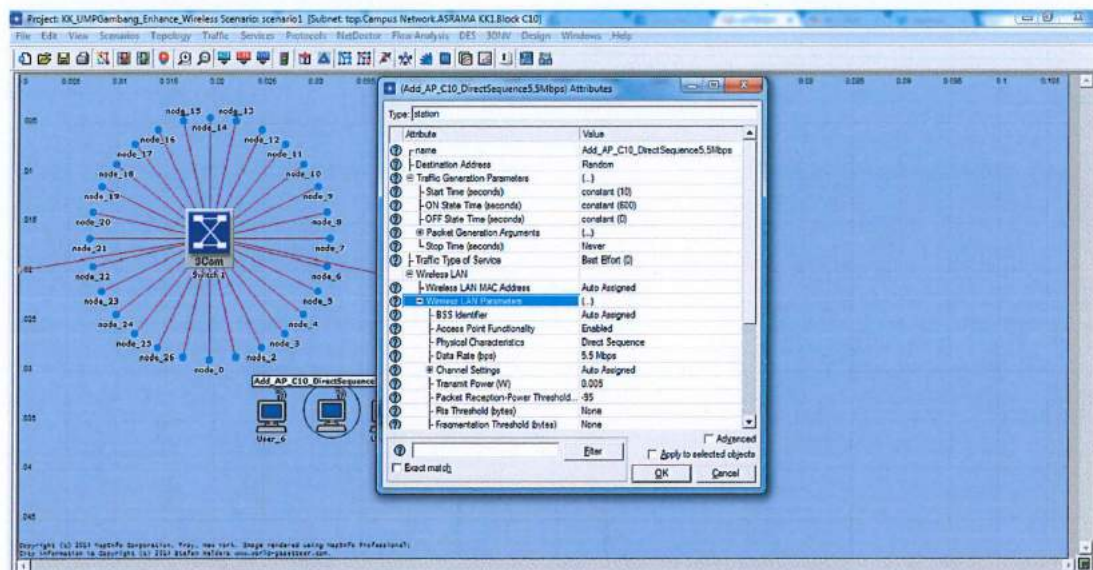 Project: KK_UMPGambang_Enhance_Wireless Scenario: scenario1 [Subnet: top.Campus Network.ASRAMA KK1.Block C10]
File Edit View Scenarios Topology Traffic Services Protocols NetDoctor Flow Analysis DES 3DNV Design Windows Help
node_15 node_13
node_16 node_14 node_12
node_17 node_11
node_18 node_10
node_19 node_9
node_20 node_8
node_21 node_7
3Com
Switch 1
node_22 node_6
node_23 node_5
node_24 node_4
node_25 node_3
node_26 node_2
node_0
Add_AP_C10_DirectSequence
User_6
(Add_AP_C10_DirectSequence5,5Mbps) Attributes
Type: station
Attribute Value
name Add_AP_C10_DirectSequence5,5Mbps
Destination Address Random
Traffic Generation Parameters (...)
Start Time (seconds) constant (10)
ON State Time (seconds) constant (600)
OFF State Time (seconds) constant (0)
Packet Generation Arguments (...)
Stop Time (seconds) Never
Traffic Type of Service Best Effort (0)
Wireless LAN
Wireless LAN MAC Address Auto Assigned
Wireless LAN Parameters (...)
BSS Identifier Auto Assigned
Access Point Functionality Enabled
Physical Characteristics Direct Sequence
Data Rate (bps) 5.5 Mbps
Channel Settings Auto Assigned
Transmit Power (W) 0.005
Packet Reception-Power Threshold... -95
Rts Threshold (bytes) None
Fragmentation Threshold (bytes) None
Advanced
Filter
Apply to selected objects
Exact match
OK Cancel